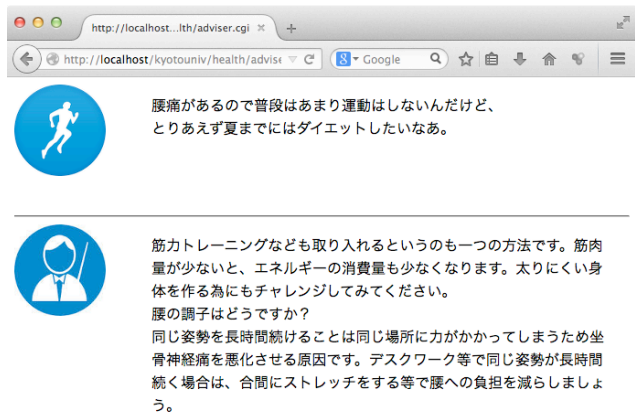 http://localhost...lth/adviser.cgi
http://localhost/kyotouniv/health/advise
Google
腰痛があるので普段はあまり運動はしないんだけど、
とりあえず夏までにはダイエットしたいなあ。
筋力トレーニングなども取り入れるというのも一つの方法です。筋肉
量が少ないと、エネルギーの消費量も少なくなります。太りにくい身
体を作る為にもチャレンジしてみてください。
腰の調子はどうですか？
同じ姿勢を長時間続けることは同じ場所に力がかかってしまうため坐
骨神経痛を悪化させる原因です。デスクワーク等で同じ姿勢が長時間
続く場合は、合間にストレッチをする等で腰への負担を減らしましょ
う。